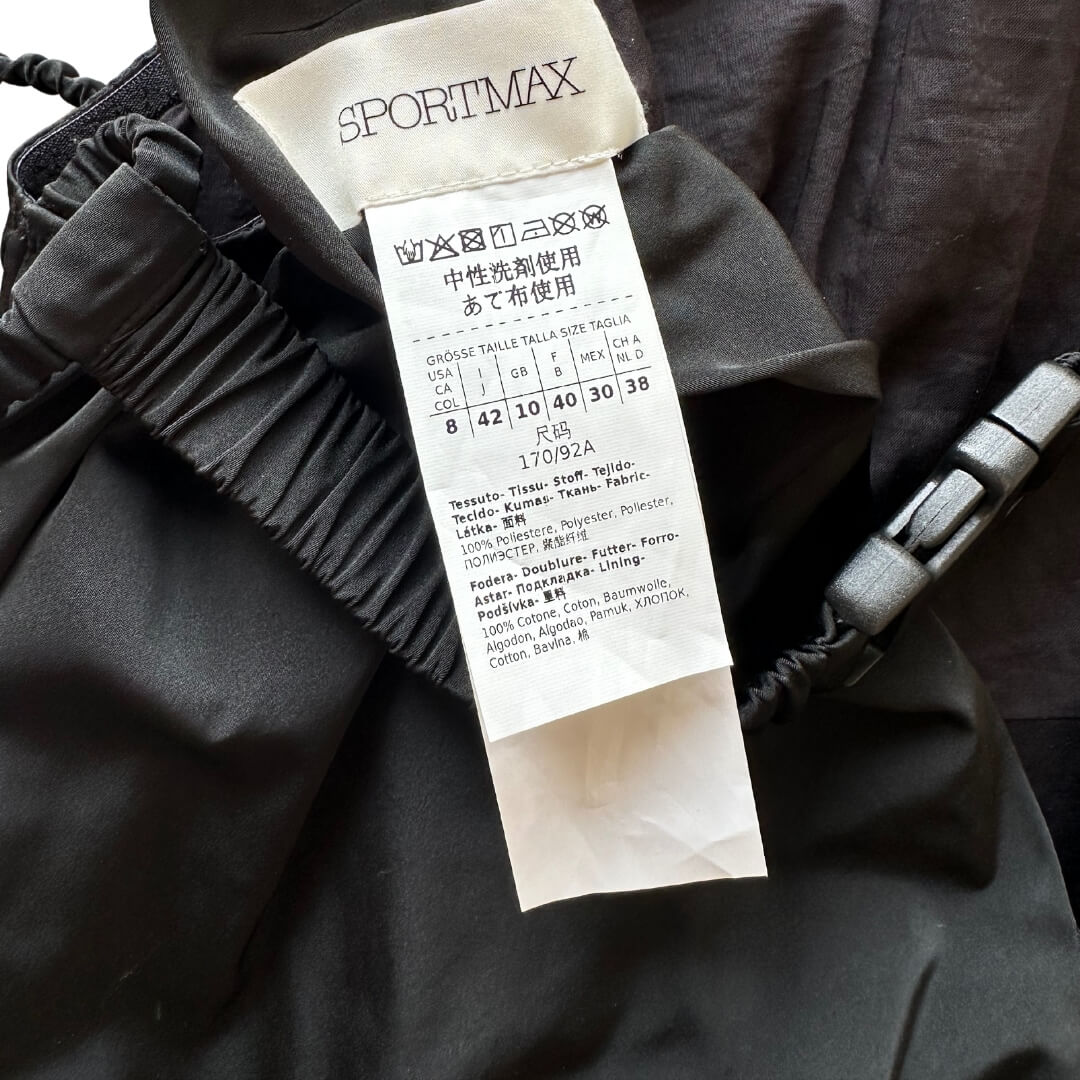 SPORTMAX
中性洗剤使用
あで布使用
GRÖSSE TAILLE TALLA SIZE TAGLIA
USA CA COL
I J
GB
F B
MEX
CH A NL D
8 42 10 40 30 38
尺码
170/92A
Tessuto- Tissu- Stoff- Tejido-
Tecido- Kumaş- Ткань- Fabric-
Látka- 面料
100% Poliestere, Polyester, Poliester,
ПОЛИЭСТЕР, 聚酯纤维
Fodera- Doublure- Futter- Forro-
Astar- Подкладка- Lining-
Podšívka- 里料
100% Cotone, Coton, Baumwolle,
Algodon, Algodao, Pamuk, ХЛОПОК,
Cotton, Bavlna, 棉